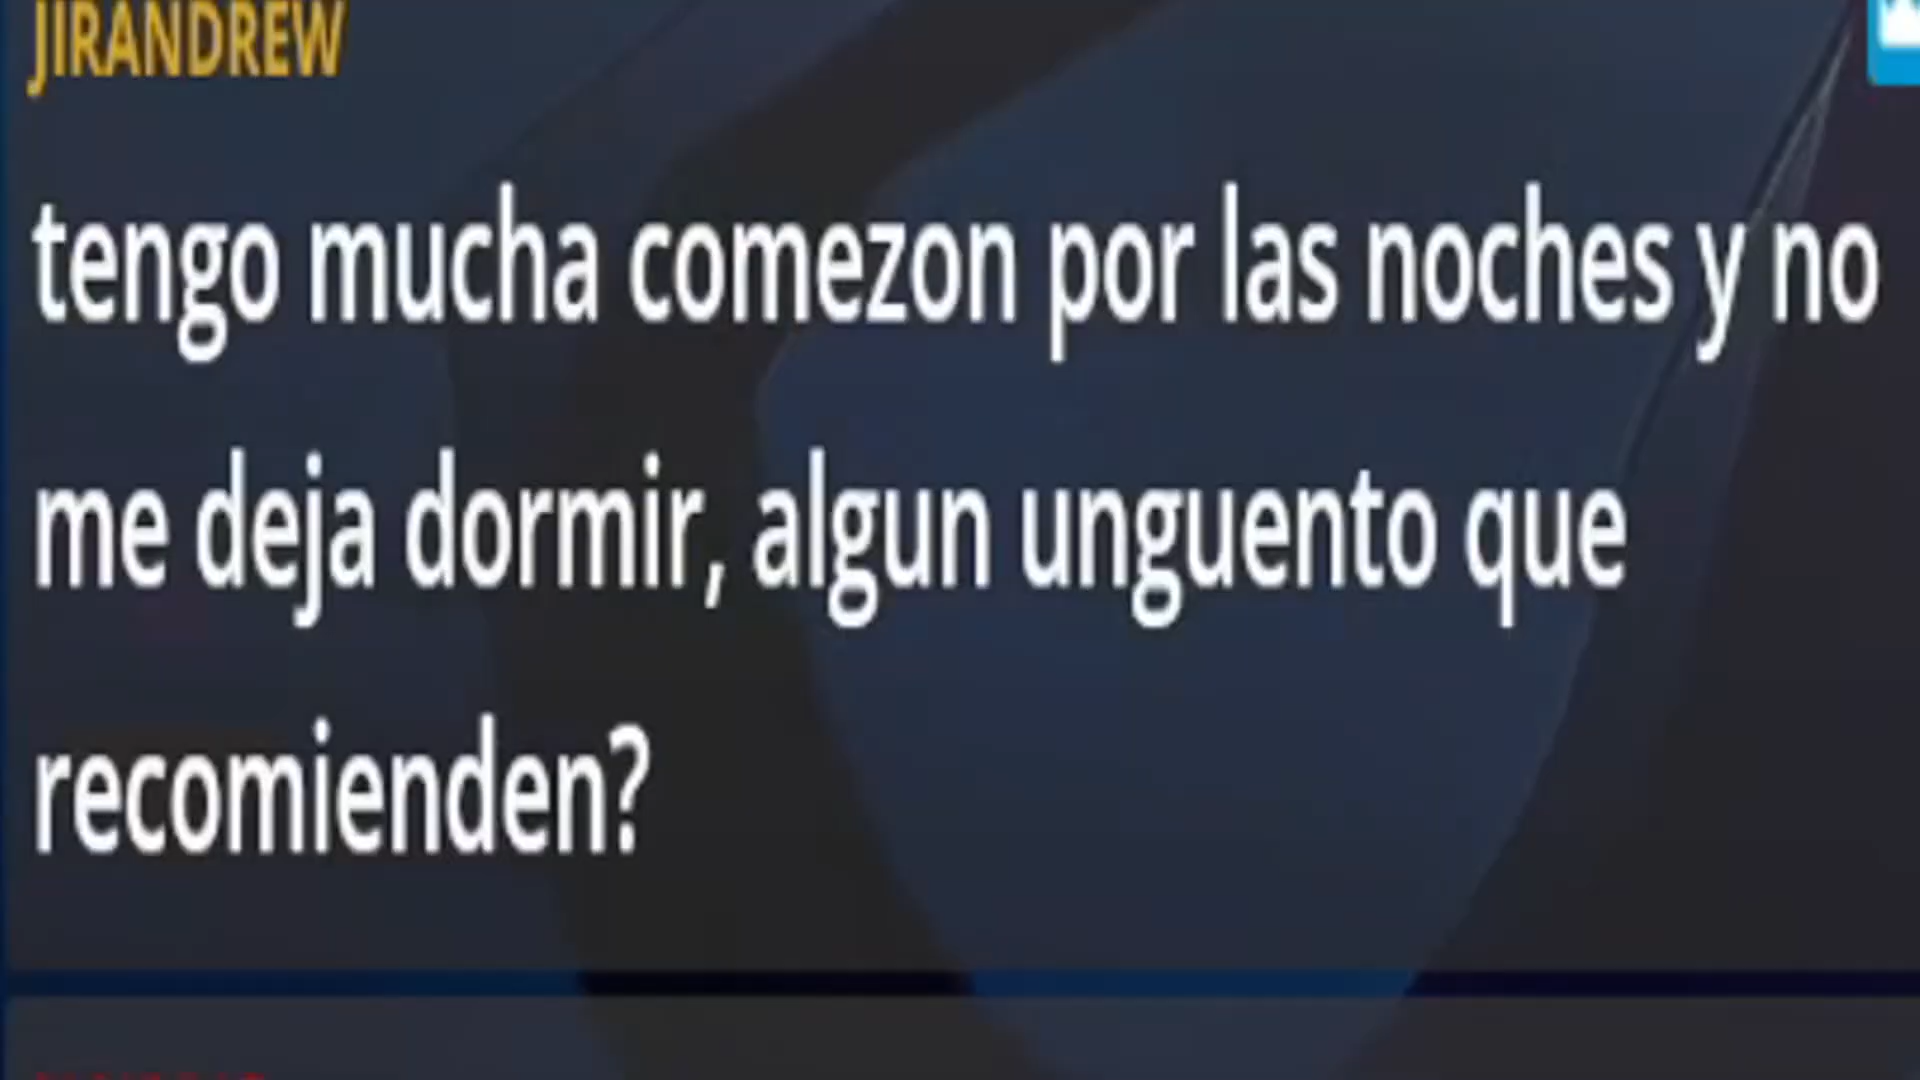 JIRANDREW
tengo mucha comezon por las noches y no
me deja dormir, algun unguento que
recomienden?